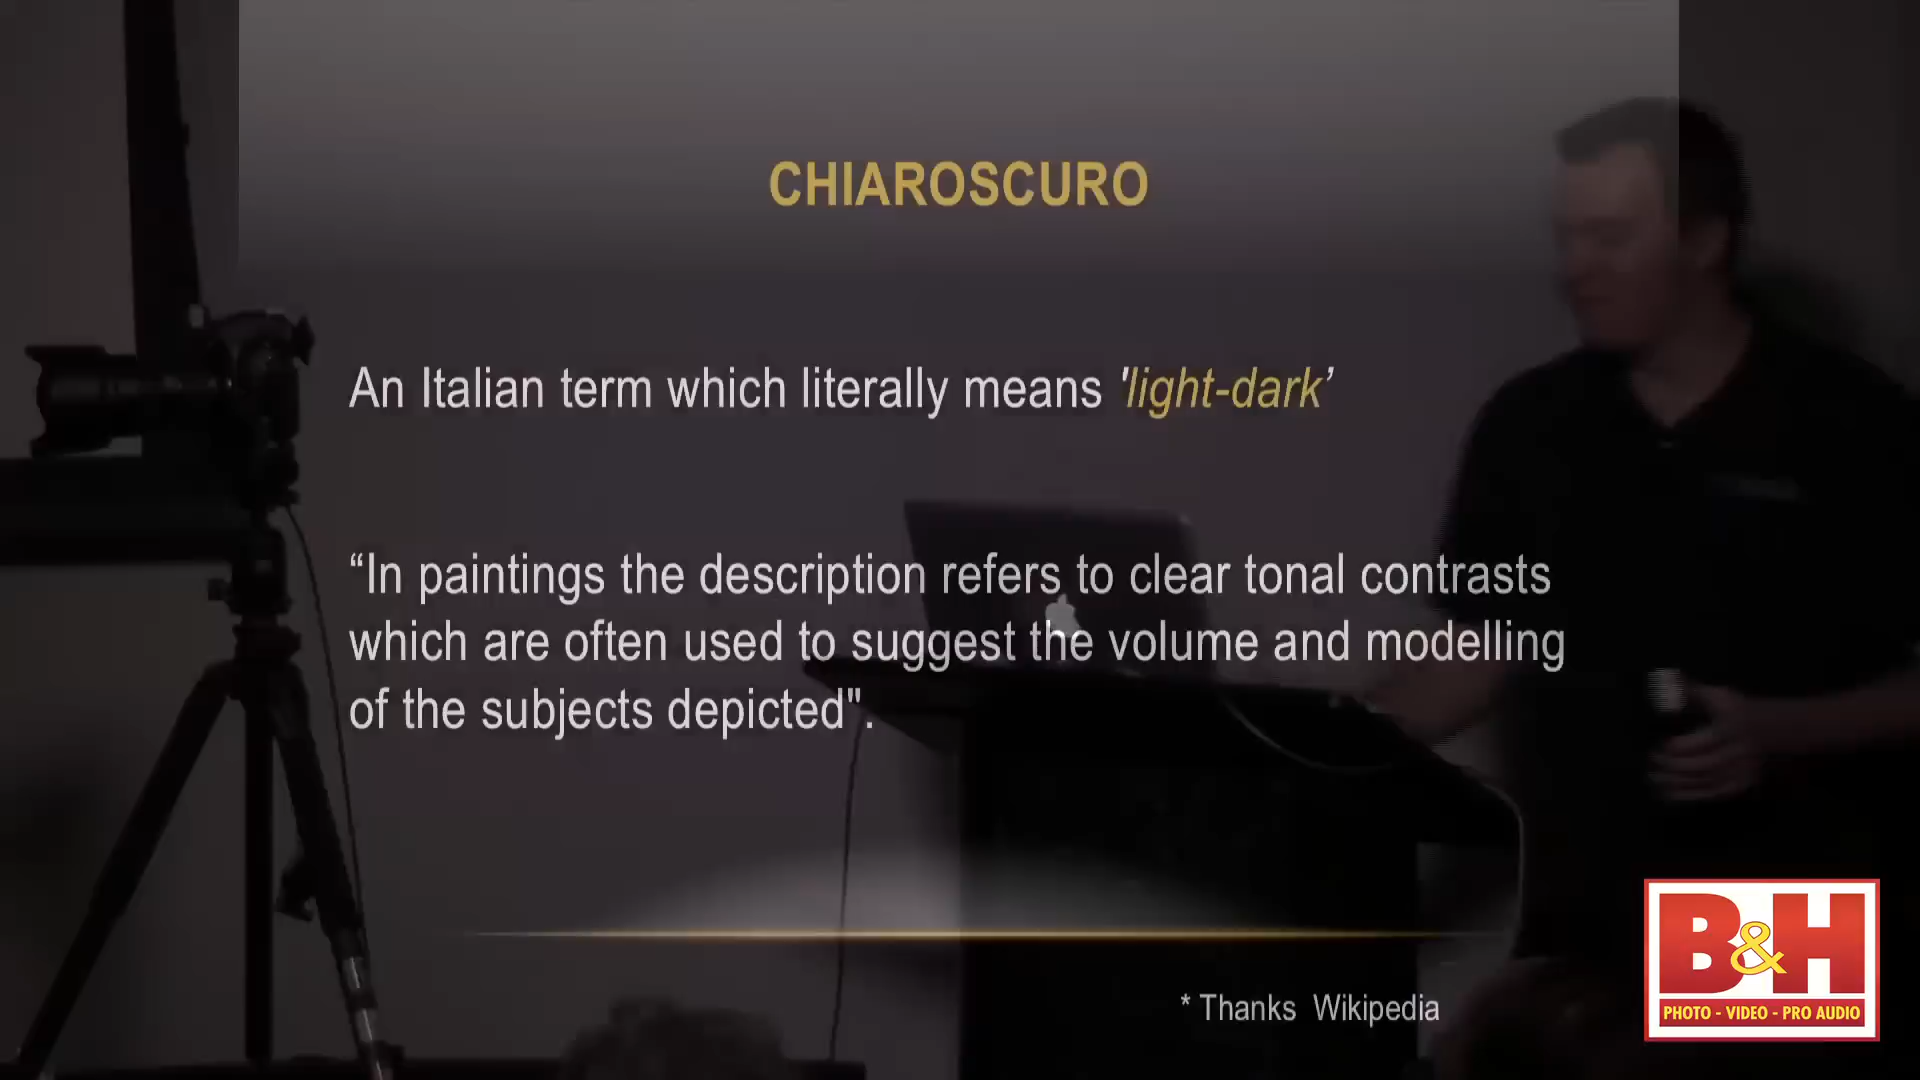 CHIAROSCURO
An Italian term which literally means 'light-dark’
“In paintings the description refers to clear tonal contrasts
which are often used to suggest the volume and modelling
of the subjects depicted".
* Thanks Wikipedia
B&H
PHOTO - VIDEO - PRO AUDIO